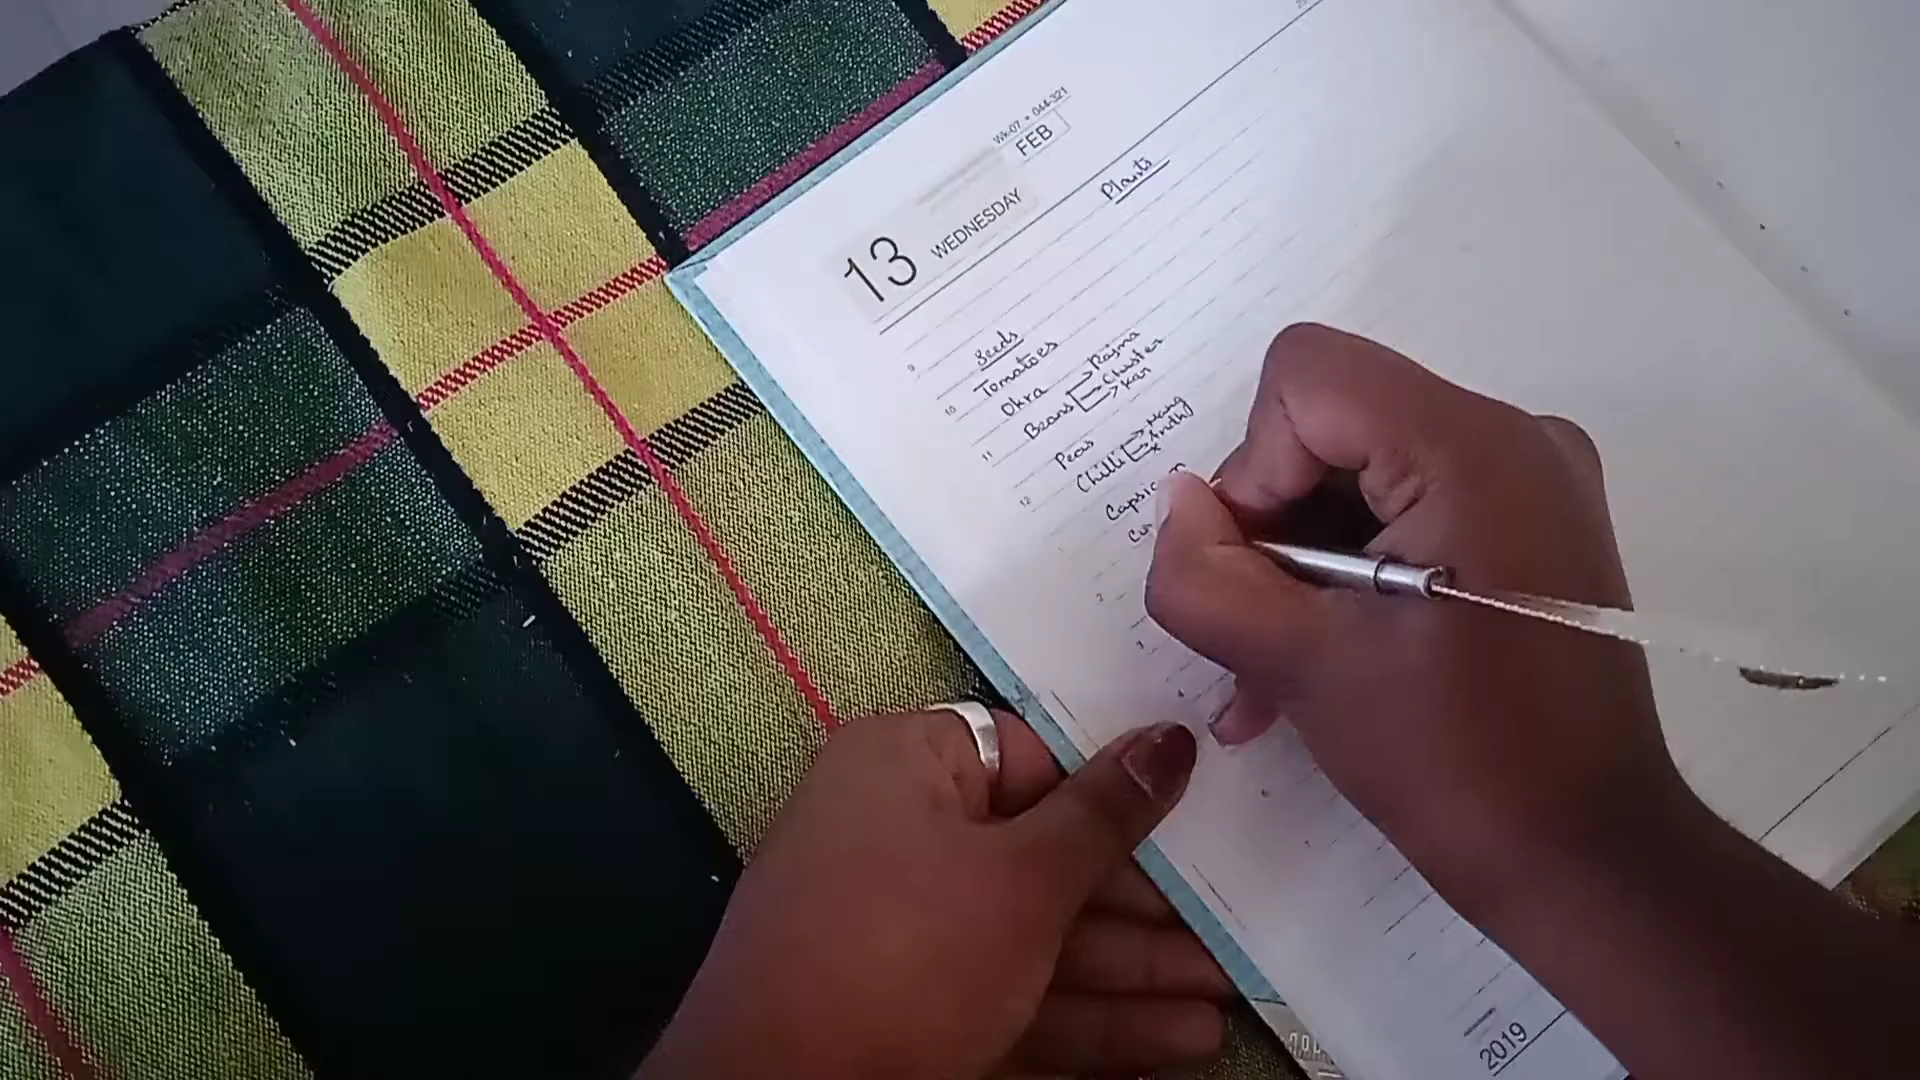 Wk-07 • 044-321
FEB
13 WEDNESDAY
Plants
Seeds
9
Tomatoes
10
Okra
Beans → Rajma
→ Cluster
→ Kar
11
Peas
Chilli →
→
12
2
3
2019